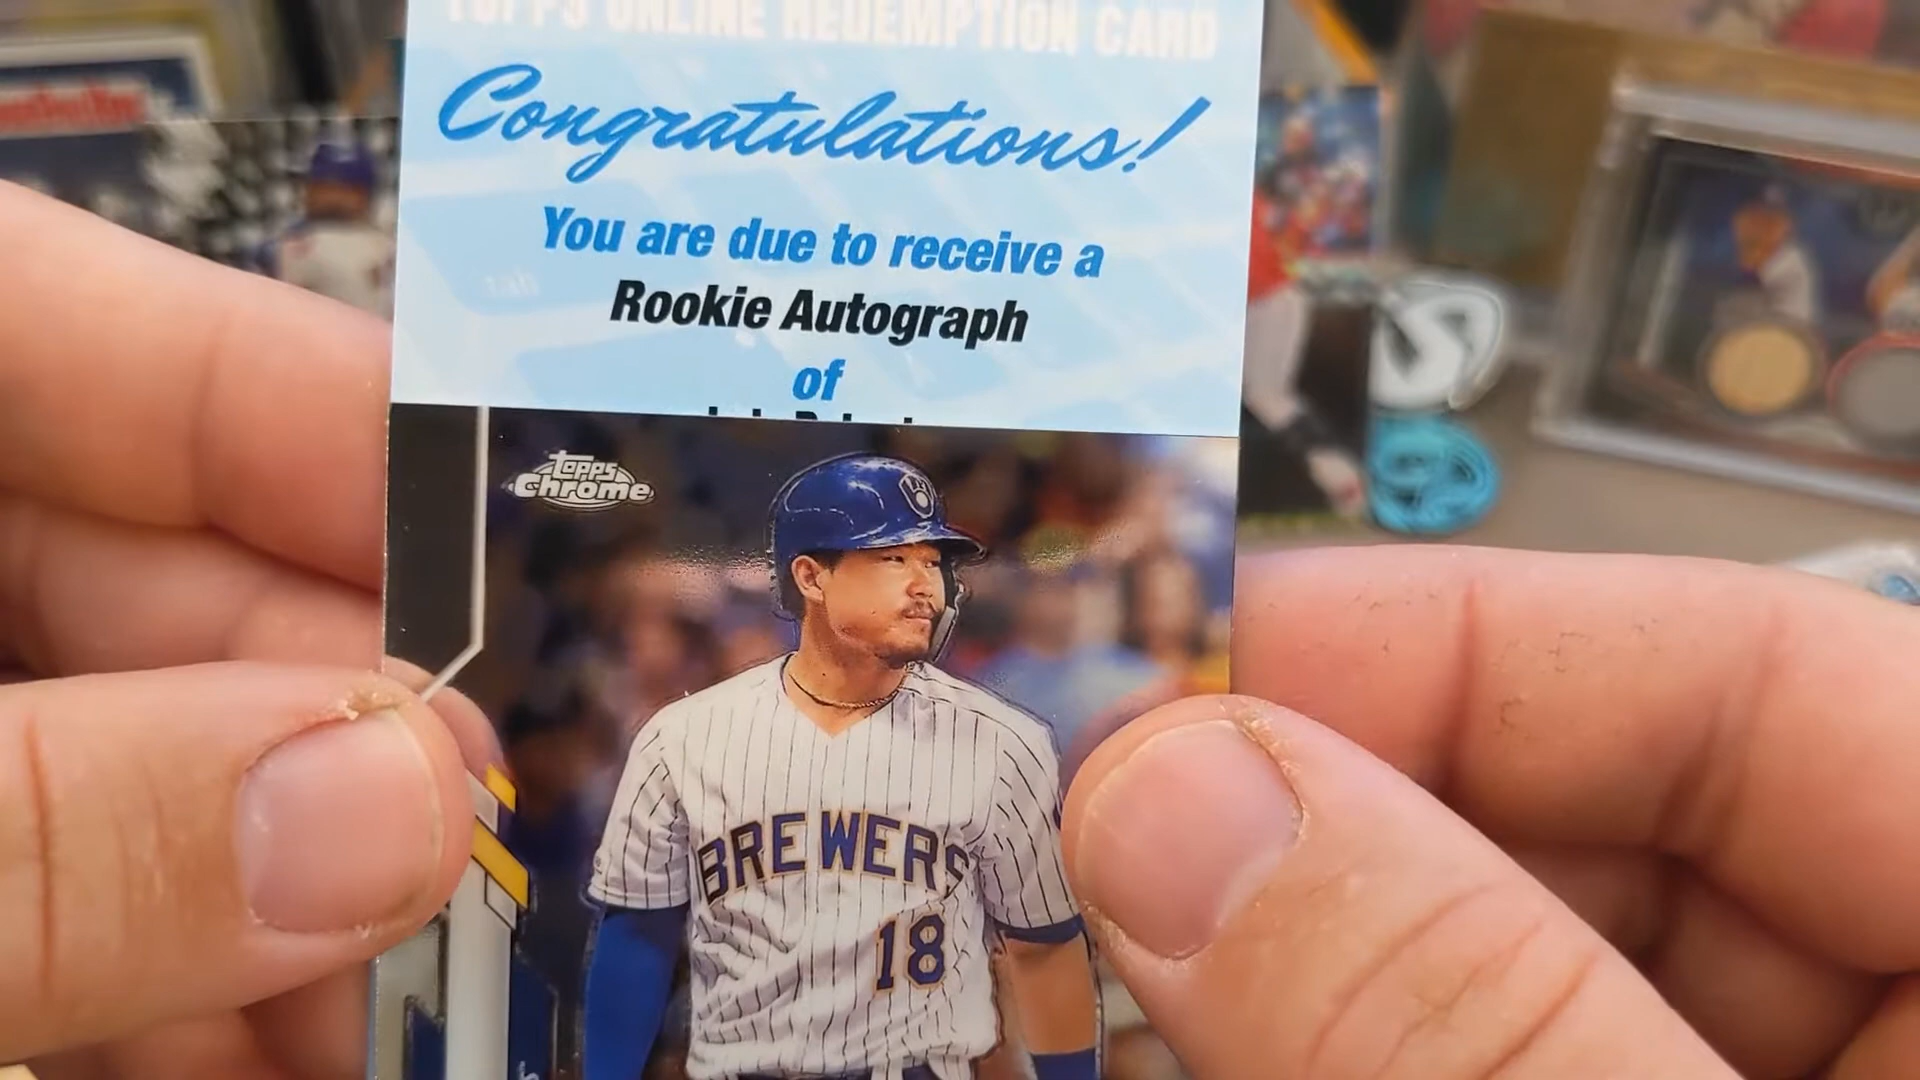 TOPPS ONLINE REDEMPTION CARD
Congratulations!
You are due to receive a
Rookie Autograph
of
Topps
Chrome
BREWERS
18